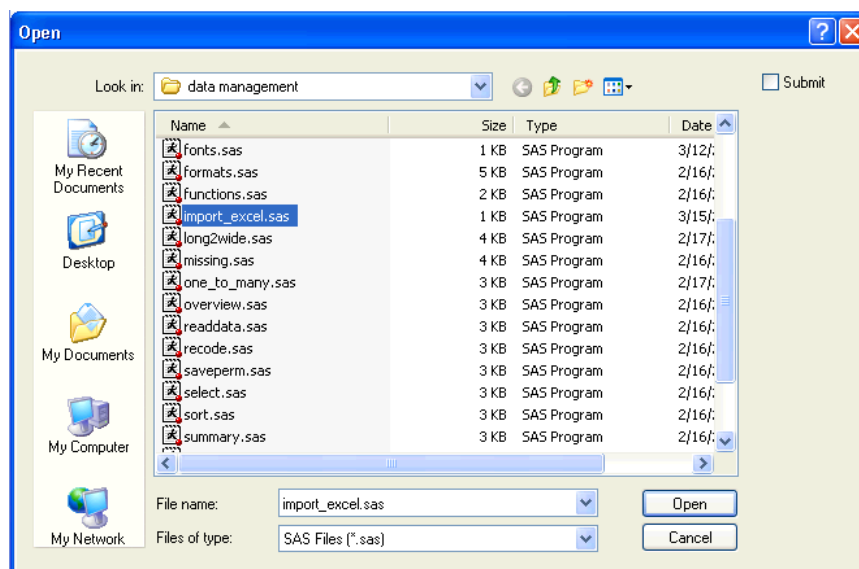 Open
Look in: data management Submit
Name Size Type Date
fonts.sas 1 KB SAS Program 3/12/
formats.sas 5 KB SAS Program 2/16/
functions.sas 2 KB SAS Program 2/16/
import_excel.sas 1 KB SAS Program 3/15/
long2wide.sas 4 KB SAS Program 2/17/
missing.sas 4 KB SAS Program 2/16/
one_to_many.sas 3 KB SAS Program 2/17/
overview.sas 3 KB SAS Program 2/16/
readdata.sas 3 KB SAS Program 2/16/
recode.sas 3 KB SAS Program 2/16/
saveperm.sas 3 KB SAS Program 2/16/
select.sas 3 KB SAS Program 2/16/
sort.sas 3 KB SAS Program 2/16/
summary.sas 3 KB SAS Program 2/16/
My Recent
Documents
Desktop
My Documents
My Computer
My Network
File name: import_excel.sas Open
Files of type: SAS Files (*.sas) Cancel